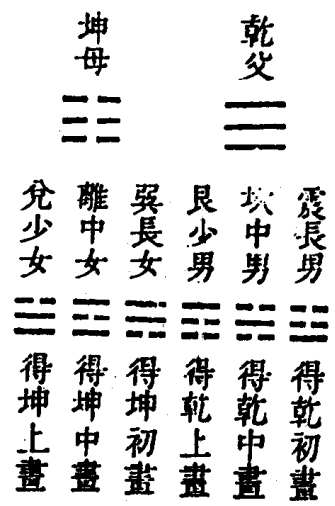 乾父
坤母
震長男
坎中男
艮少男
巽長女
離中女
兌少女
得乾初畫
得乾中畫
得乾上畫
得坤初畫
得坤中畫
得坤上畫